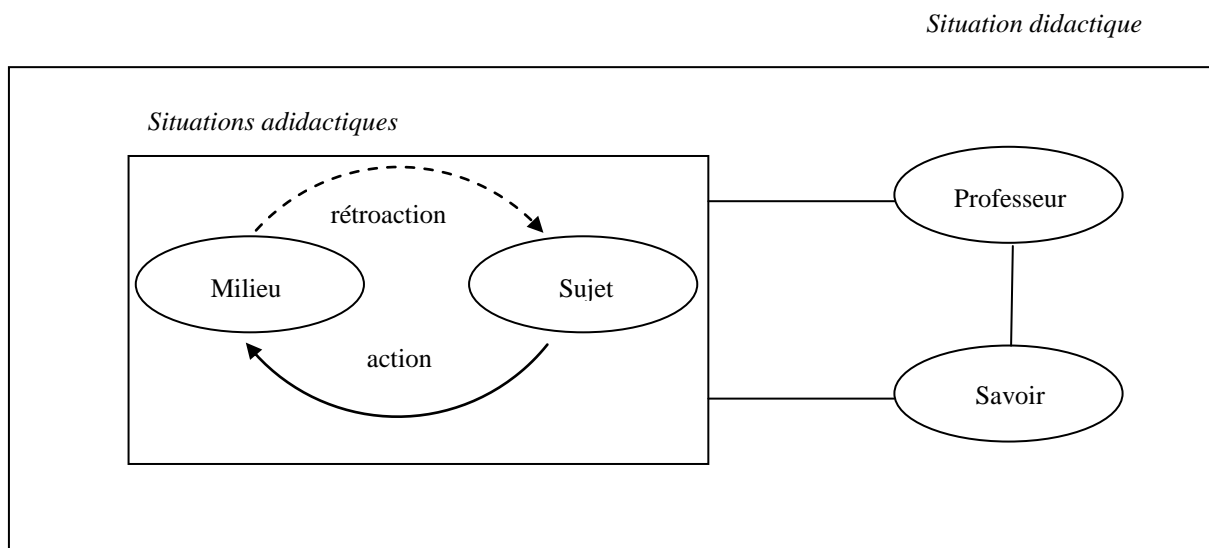 Situation didactique
Situations adidactiques
Professeur
rétroaction
Milieu
Sujet
action
Savoir